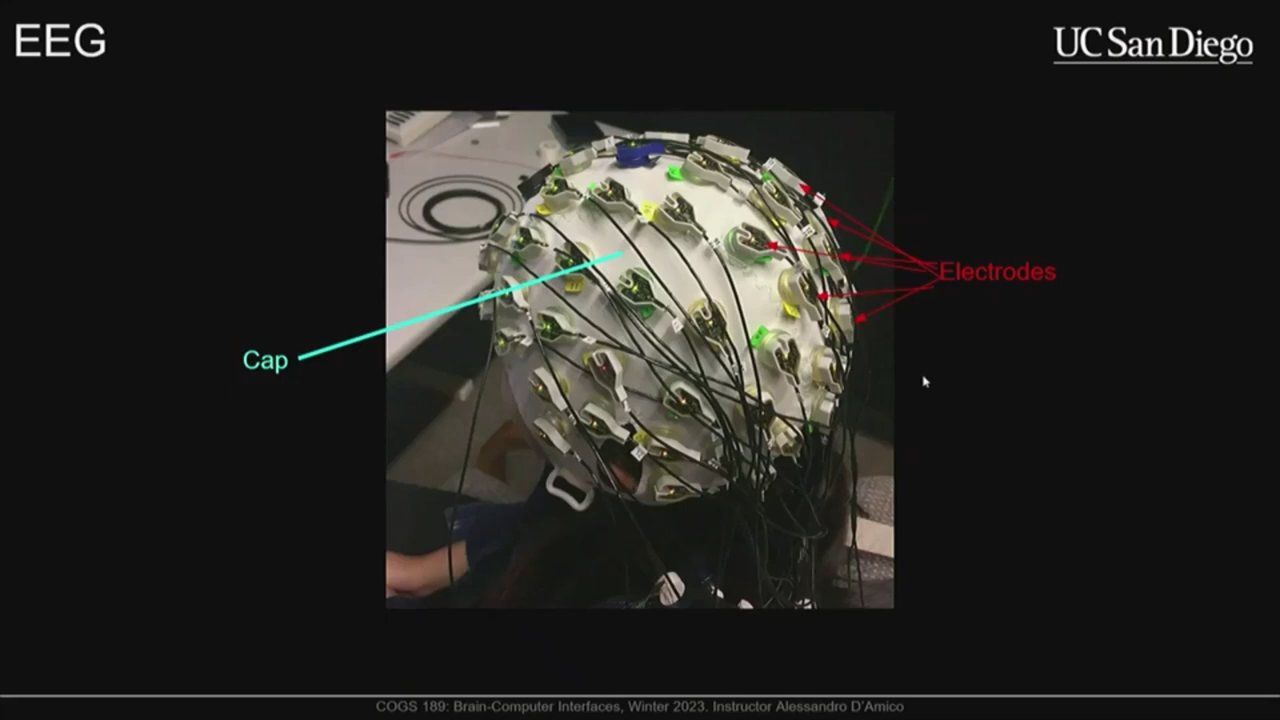 EEG
UC San Diego
Electrodes
Cap
COGS 189: Brain-Computer Interfaces, Winter 2023. Instructor Alessandro D'Amico